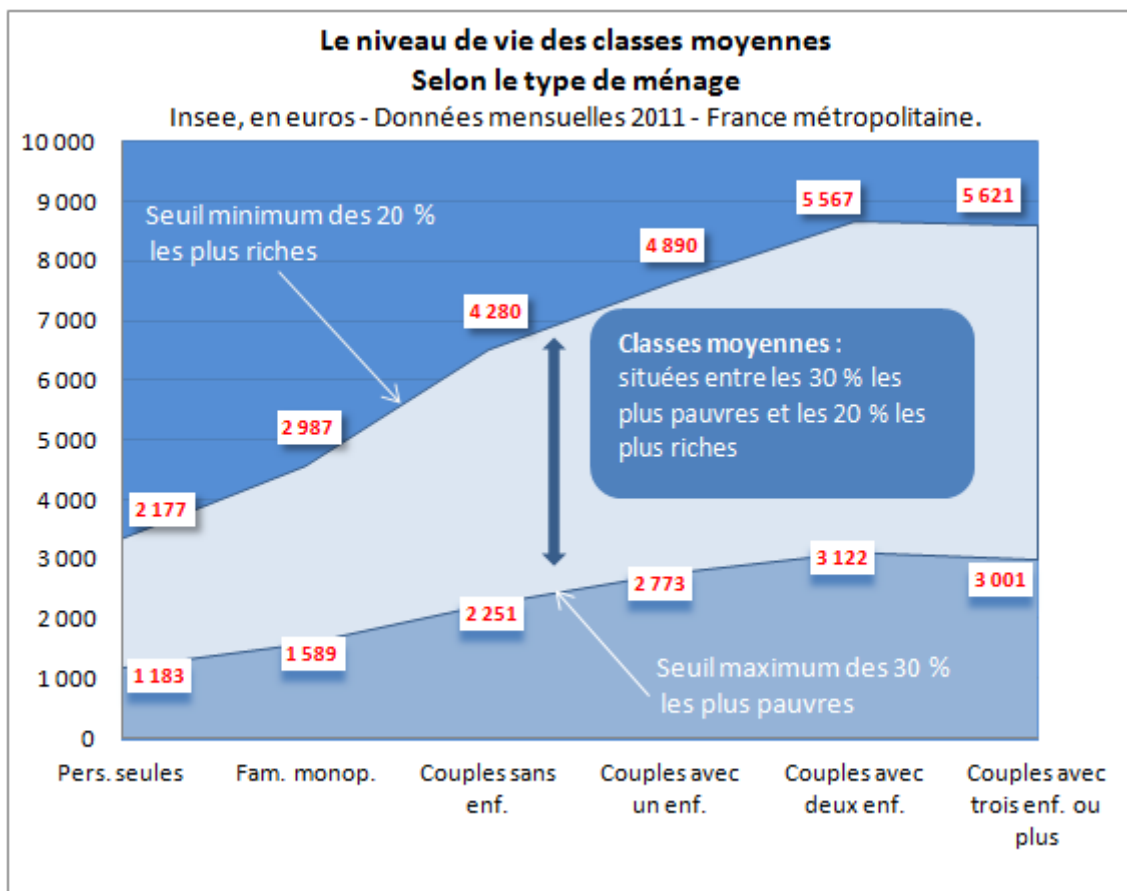 Le niveau de vie des classes moyennes
Selon le type de ménage
Insee, en euros - Données mensuelles 2011 - France métropolitaine.
10 000
9 000
8 000
7 000
6 000
5 000
4 000
3 000
2 000
1 000
0
Seuil minimum des 20 %
les plus riches
2 177
2 987
4 280
4 890
5 567
5 621
Classes moyennes :
situées entre les 30 % les
plus pauvres et les 20 % les
plus riches
1 183
1 589
2 251
2 773
3 122
3 001
Seuil maximum des 30 %
les plus pauvres
Pers. seules
Fam. monop.
Couples sans
enf.
Couples avec
un enf.
Couples avec
deux enf.
Couples avec
trois enf. ou
plus